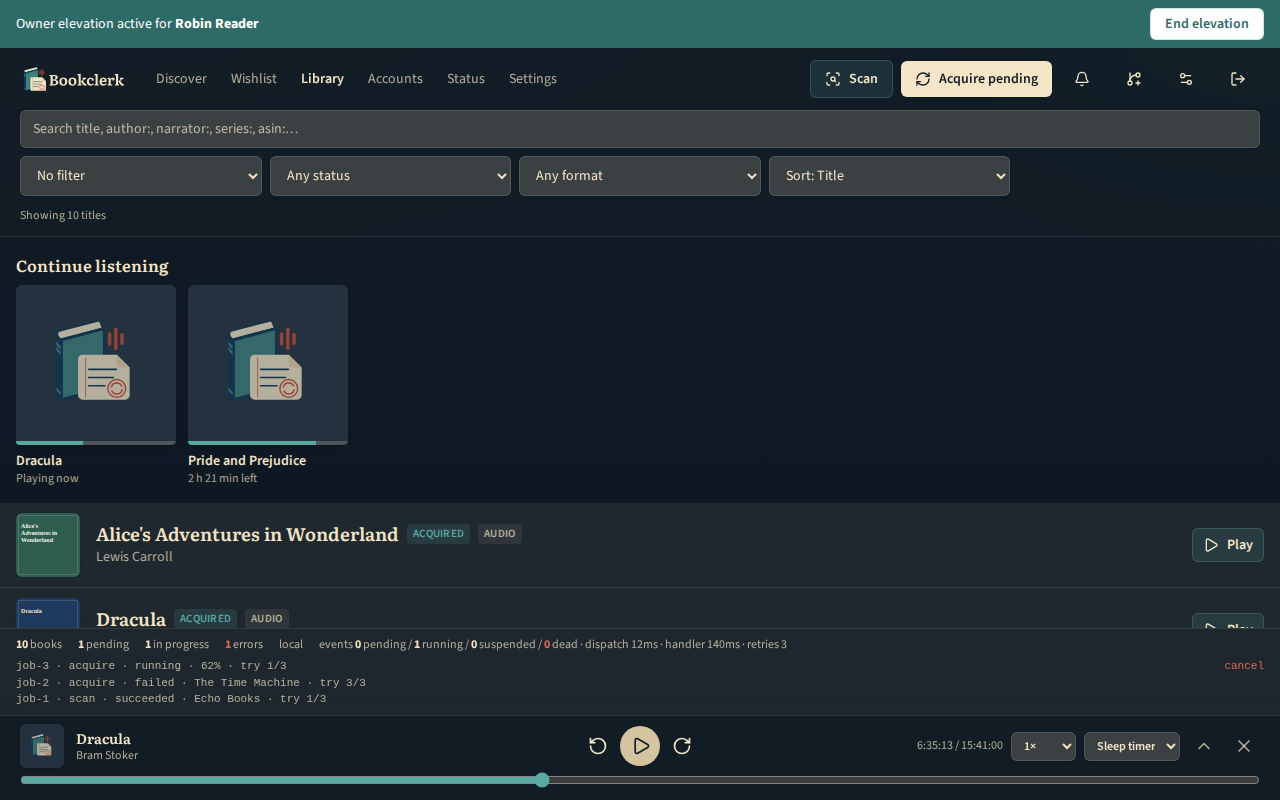 Owner elevation active for Robin Reader
End elevation
Bookclerk
Discover
Wishlist
Library
Accounts
Status
Settings
Scan
Acquire pending
Search title, author:, narrator:, series:, asin:…
No filter
Any status
Any format
Sort: Title
Showing 10 titles
Continue listening
Dracula
Playing now
Pride and Prejudice
2 h 21 min left
Alice's
Adventures in
Wonderland
Alice's Adventures in Wonderland
ACQUIRED
AUDIO
Lewis Carroll
Play
Dracula
Dracula
ACQUIRED
AUDIO
Play
10 books 1 pending 1 in progress 1 errors local events 0 pending / 1 running / 0 suspended / 0 dead · dispatch 12ms · handler 140ms · retries 3
job-3 · acquire · running · 62% · try 1/3
cancel
job-2 · acquire · failed · The Time Machine · try 3/3
job-1 · scan · succeeded · Echo Books · try 1/3
Dracula
Bram Stoker
6:35:13 / 15:41:00
1×
Sleep timer